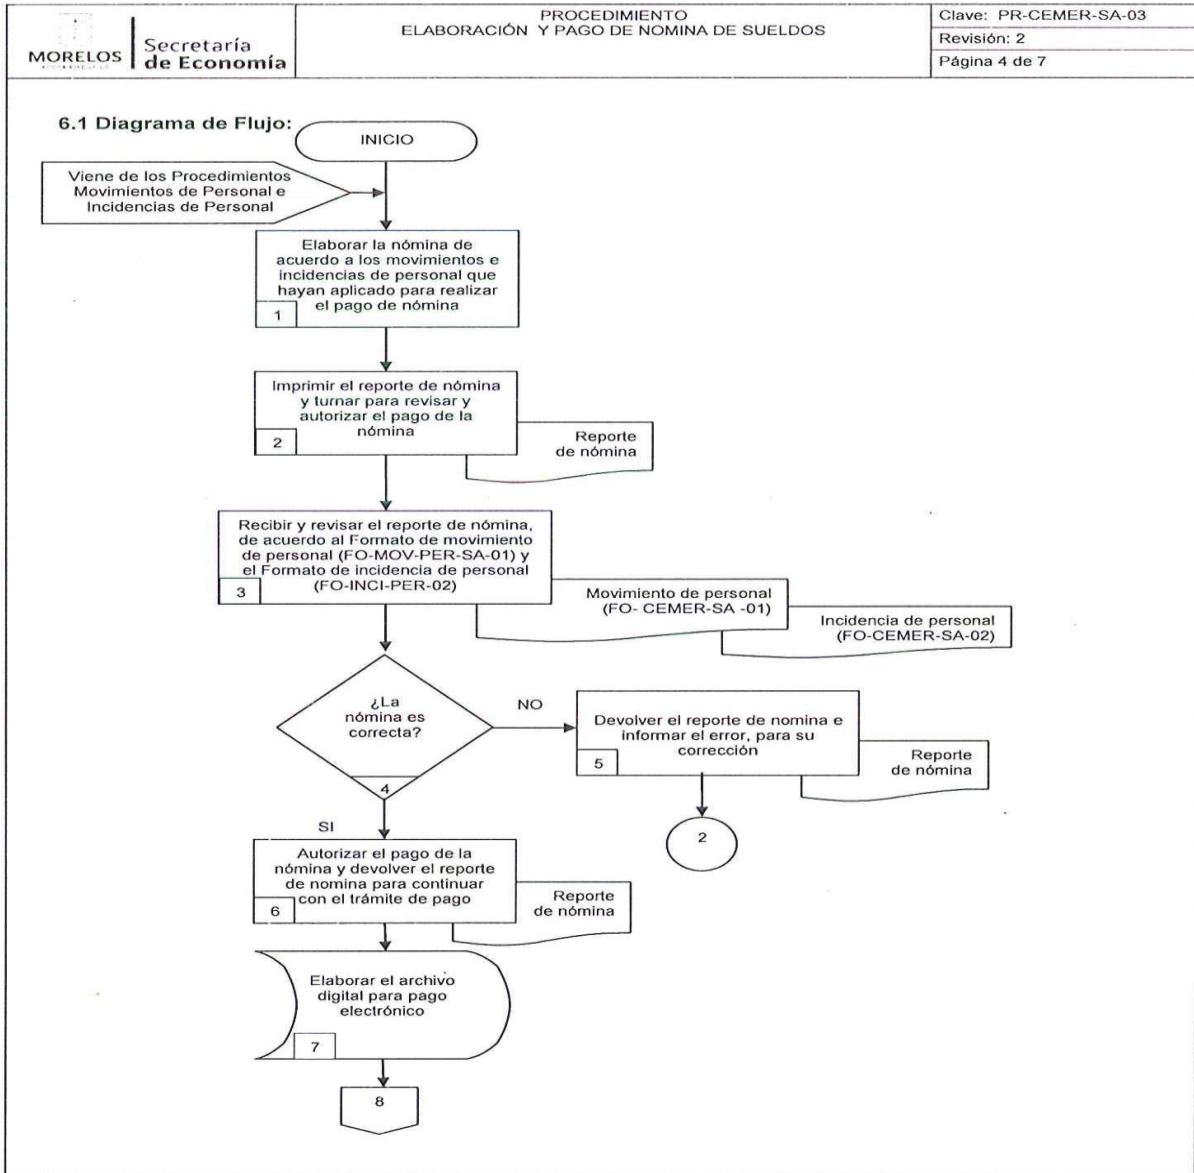 MORELOS
Secretaría
de Economía
PROCEDIMIENTO
ELABORACIÓN Y PAGO DE NOMINA DE SUELDOS
Clave: PR-CEMER-SA-03
Revisión: 2
Página 4 de 7
6.1 Diagrama de Flujo:
INICIO
Viene de los Procedimientos
Movimientos de Personal e
Incidencias de Personal
Elaborar la nómina de
acuerdo a los movimientos e
incidencias de personal que
hayan aplicado para realizar
el pago de nómina
1
Imprimir el reporte de nómina
y turnar para revisar y
autorizar el pago de la
nómina
2
Reporte
de nómina
Recibir y revisar el reporte de nómina,
de acuerdo al Formato de movimiento
de personal (FO-MOV-PER-SA-01) y
el Formato de incidencia de personal
(FO-INCI-PER-02)
3
Movimiento de personal
(FO- CEMER-SA -01)
Incidencia de personal
(FO-CEMER-SA-02)
¿La
nómina es
correcta?
4
NO
Devolver el reporte de nomina e
informar el error, para su
corrección
5
Reporte
de nómina
2
SI
Autorizar el pago de la
nómina y devolver el reporte
de nomina para continuar
con el trámite de pago
6
Reporte
de nómina
Elaborar el archivo
digital para pago
electrónico
7
8